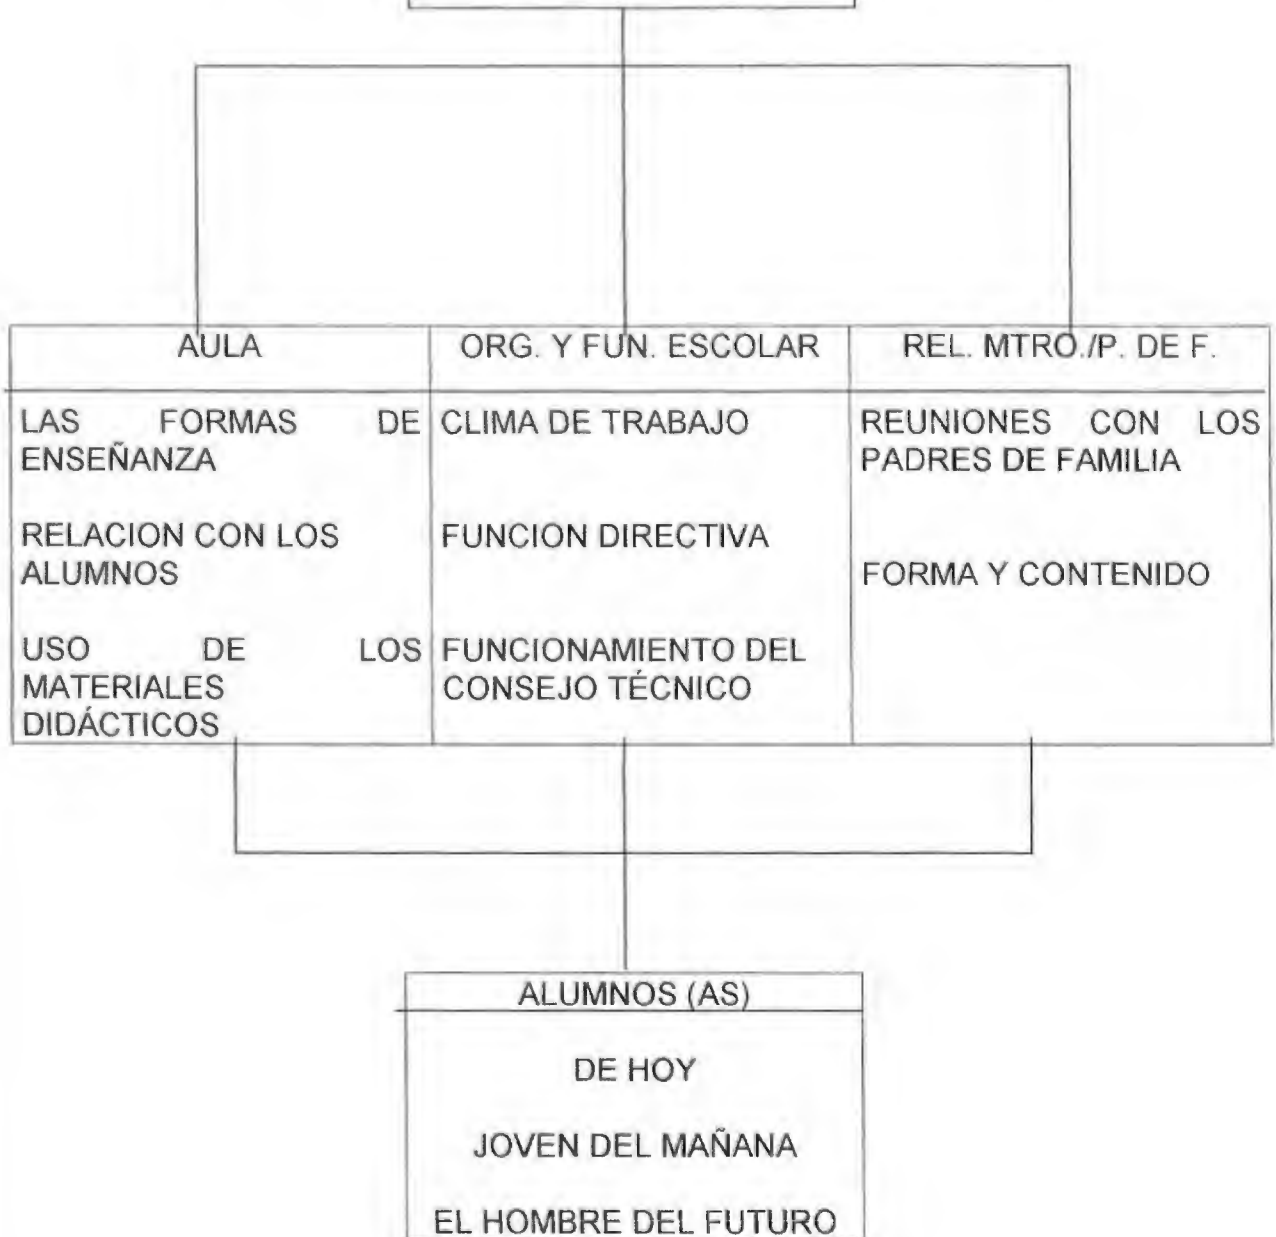 AULA
ORG. Y FUN. ESCOLAR
REL. MTRO./P. DE F.
LAS FORMAS DE
ENSEÑANZA
RELACION CON LOS
ALUMNOS
USO DE LOS
MATERIALES
DIDÁCTICOS
CLIMA DE TRABAJO
FUNCION DIRECTIVA
FUNCIONAMIENTO DEL
CONSEJO TÉCNICO
REUNIONES CON LOS
PADRES DE FAMILIA
FORMA Y CONTENIDO
ALUMNOS (AS)
DE HOY
JOVEN DEL MAÑANA
EL HOMBRE DEL FUTURO